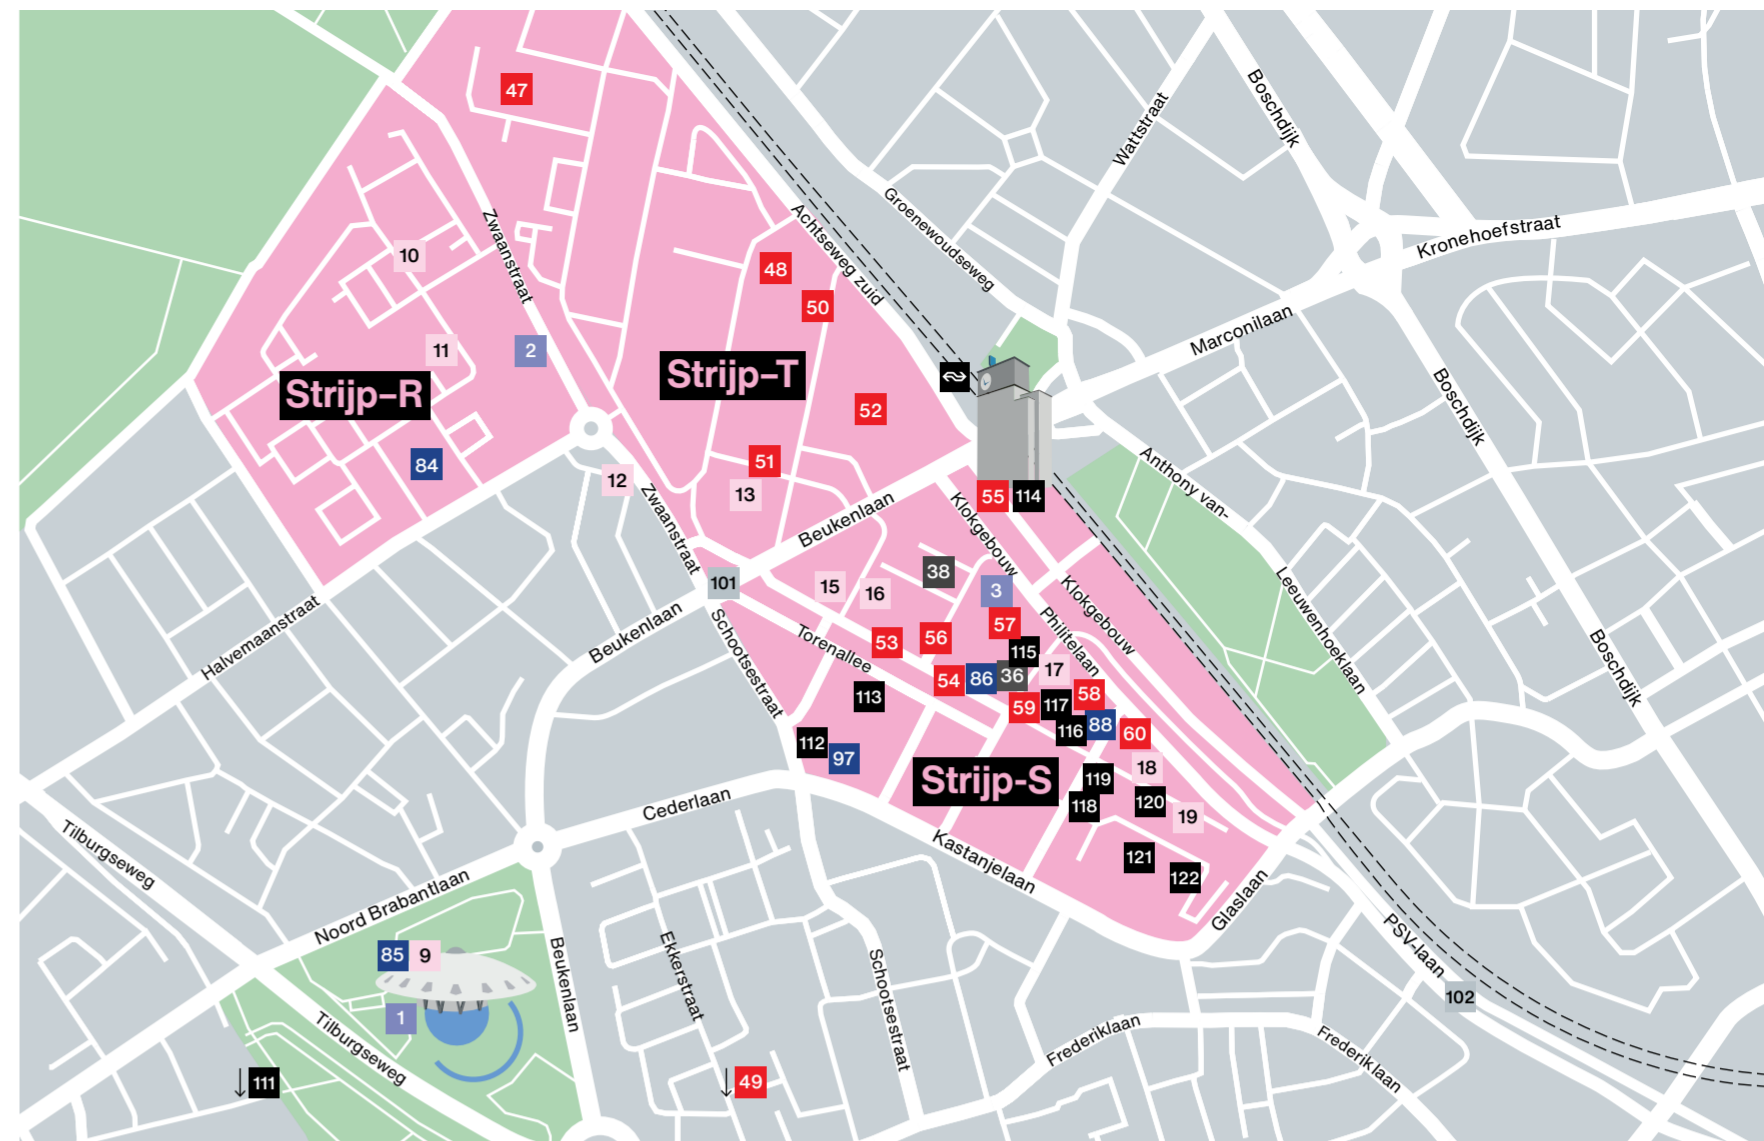 47
Boschdijk
Wattstraat
Groenewoudseweg
Zwaanstraat
Achtseweg zuid
Kronehoefstraat
10
48
50
Marconilaan
11
2
Strijp–R
Strijp–T
52
Boschdijk
84
51
13
12
Zwaanstraat
Beukenlaan
55
114
Klokgebouw
Anthony van-
Leeuwenhoeklaan
101
15
16
38
3
Klokgebouw
Halvemaanstraat
Beukenlaan
Schootsestraat
Torenallee
53
56
57
Philitelaan
115
17
54
86
36
58
113
59
117
116
88
60
Boschdijk
112
97
Strijp-S
18
119
118
120
19
Cederlaan
Kastanjelaan
121
122
Glaslaan
Tilburgseweg
Noord Brabantlaan
85
9
1
Beukenlaan
Ekkerstraat
Schootsestraat
PSV-laan
102
Tilburgseweg
Frederiklaan
Frederiklaan
↓ 111
↓ 49